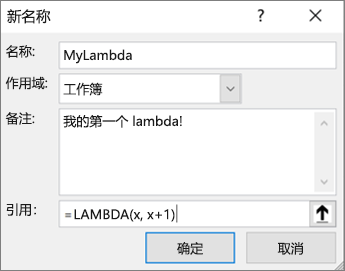 新名称
? ×
名称: MyLambda
作用域: 工作簿
备注: 我的第一个 lambda!
引用: =LAMBDA(x, x+1)
确定 取消